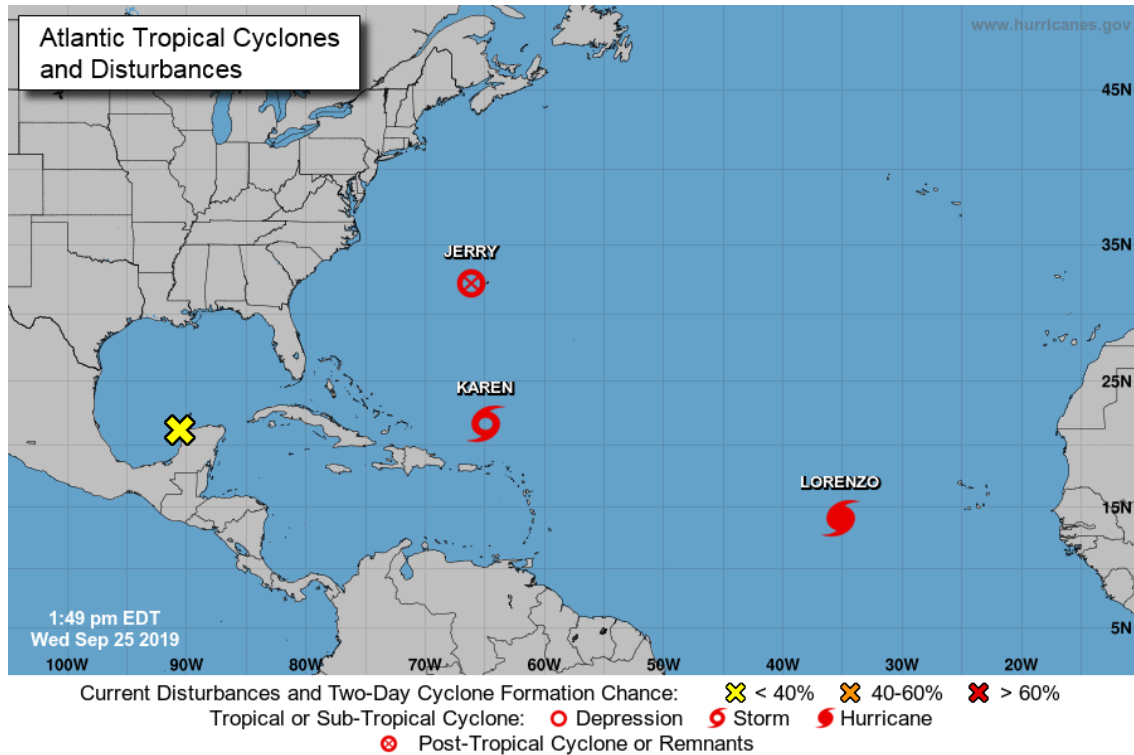 Atlantic Tropical Cyclones
and Disturbances
www.hurricanes.gov
45N
JERRY
35N
KAREN
25N
LORENZO
15N
5N
1:49 pm EDT
Wed Sep 25 2019
100W 90W 80W 70W 60W 50W 40W 30W 20W
Current Disturbances and Two-Day Cyclone Formation Chance: < 40% 40-60% > 60%
Tropical or Sub-Tropical Cyclone: Depression Storm Hurricane
Post-Tropical Cyclone or Remnants